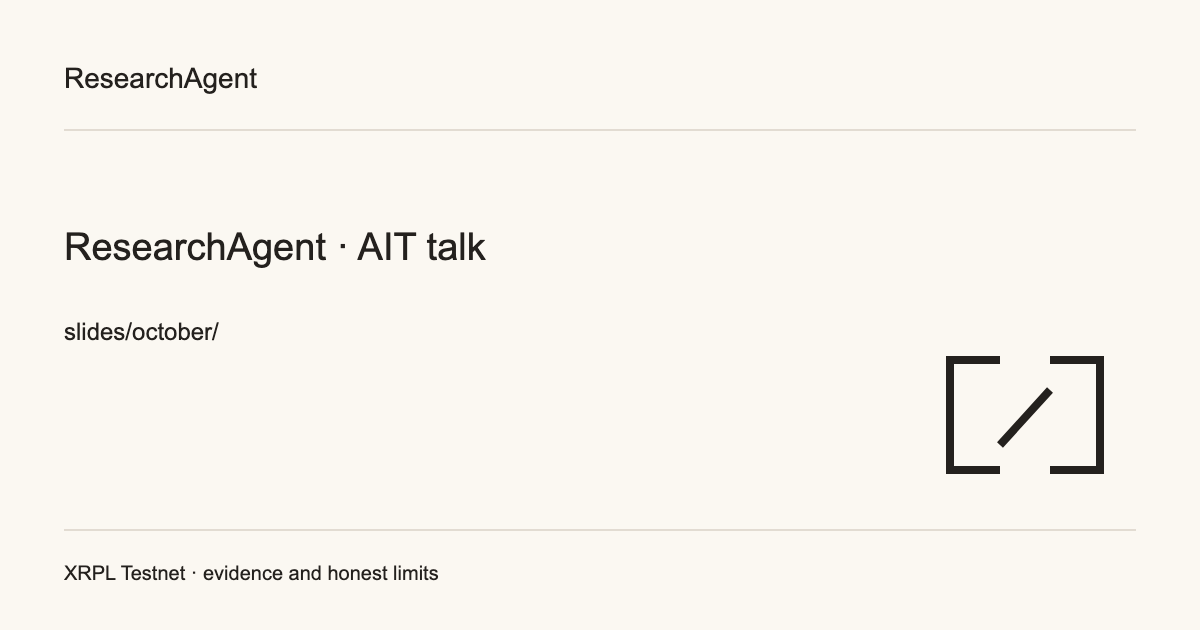 ResearchAgent
ResearchAgent · AIT talk
slides/october/
XRPL Testnet · evidence and honest limits